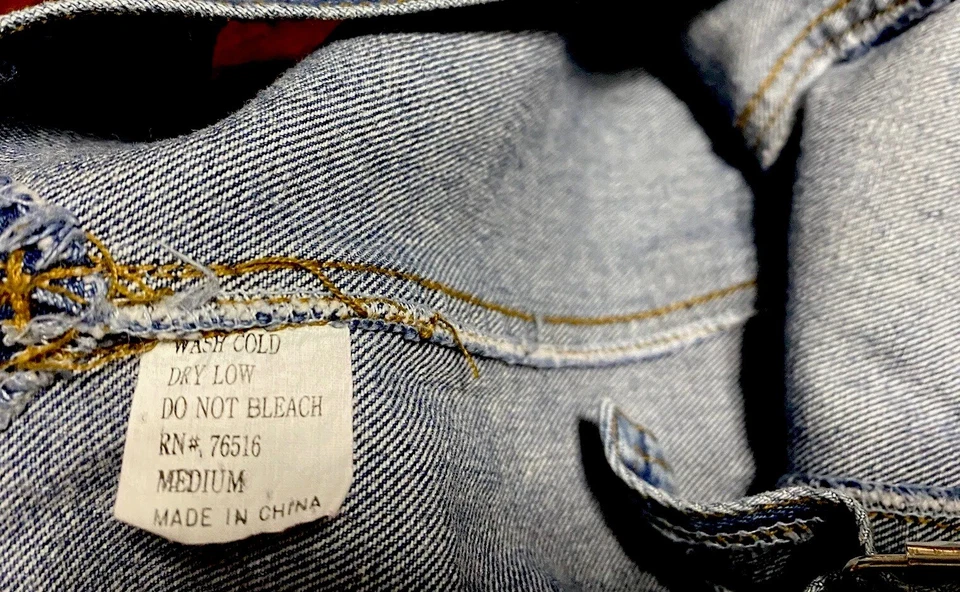 WASH COLD
DRY LOW
DO NOT BLEACH
RN#, 76516
MEDIUM
MADE IN CHINA